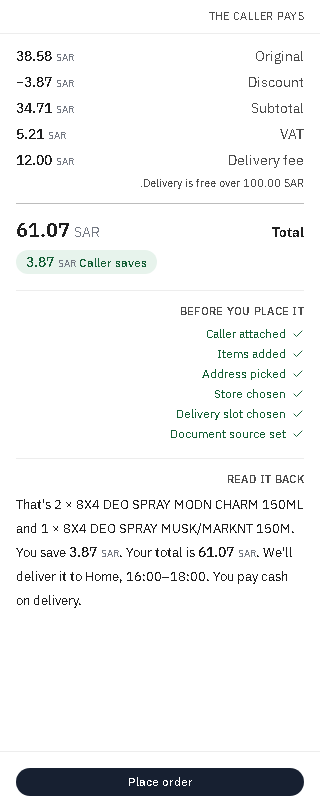 THE CALLER PAYS
38.58 SAR Original
−3.87 SAR Discount
34.71 SAR Subtotal
5.21 SAR VAT
12.00 SAR Delivery fee
.Delivery is free over 100.00 SAR
61.07 SAR Total
3.87 SAR Caller saves
BEFORE YOU PLACE IT
Caller attached ✓
Items added ✓
Address picked ✓
Store chosen ✓
Delivery slot chosen ✓
Document source set ✓
READ IT BACK
That's 2 × 8X4 DEO SPRAY MODN CHARM 150ML
and 1 × 8X4 DEO SPRAY MUSK/MARKNT 150M.
You save 3.87 SAR. Your total is 61.07 SAR. We'll
deliver it to Home, 16:00–18:00. You pay cash
on delivery.
Place order